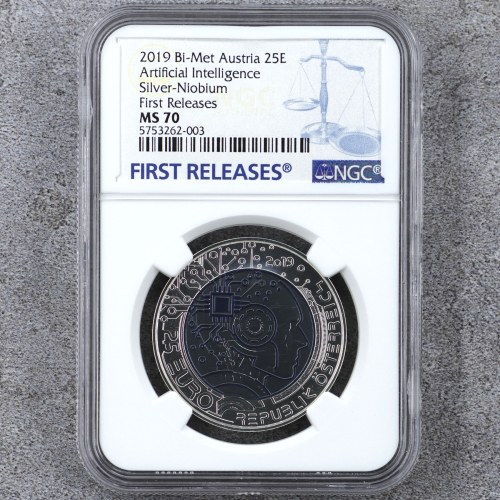 2019 Bi-Met Austria 25E
Artificial Intelligence
Silver-Niobium
First Releases
MS 70
5753262-003
FIRST RELEASES®
NGC®
2019
25 EURO
REPUBLIK ÖSTERREICH